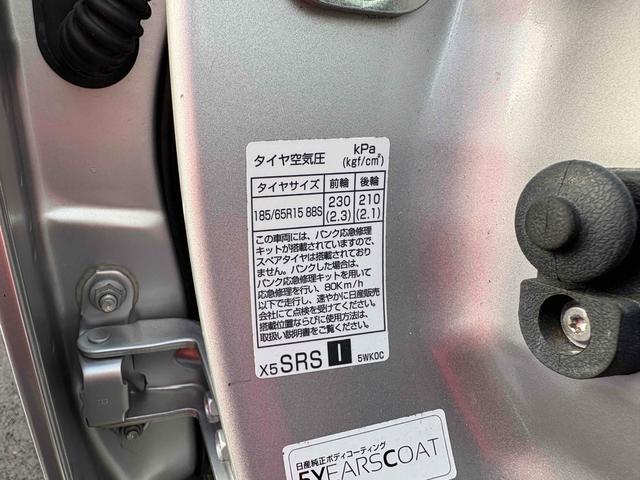 タイヤ空気圧 kPa (kgf/cm²)
タイヤサイズ 前輪 後輪
185/65R15 88S 230 (2.3) 210 (2.1)
この車両には、パンク応急修理
キットが搭載されていますので、
スペアタイヤは搭載されており
ません。パンクした場合は、
パンク応急修理キットを用いて
応急修理を行い、80Km/h
以下で走行し、速やかに日産販売
会社にて点検を受けてください。
搭載位置ならびに使用方法は、
取扱い説明書をご覧ください。
X5 SRS I 5WK0C
日産純正ボディコーティング
5YEARSCOAT